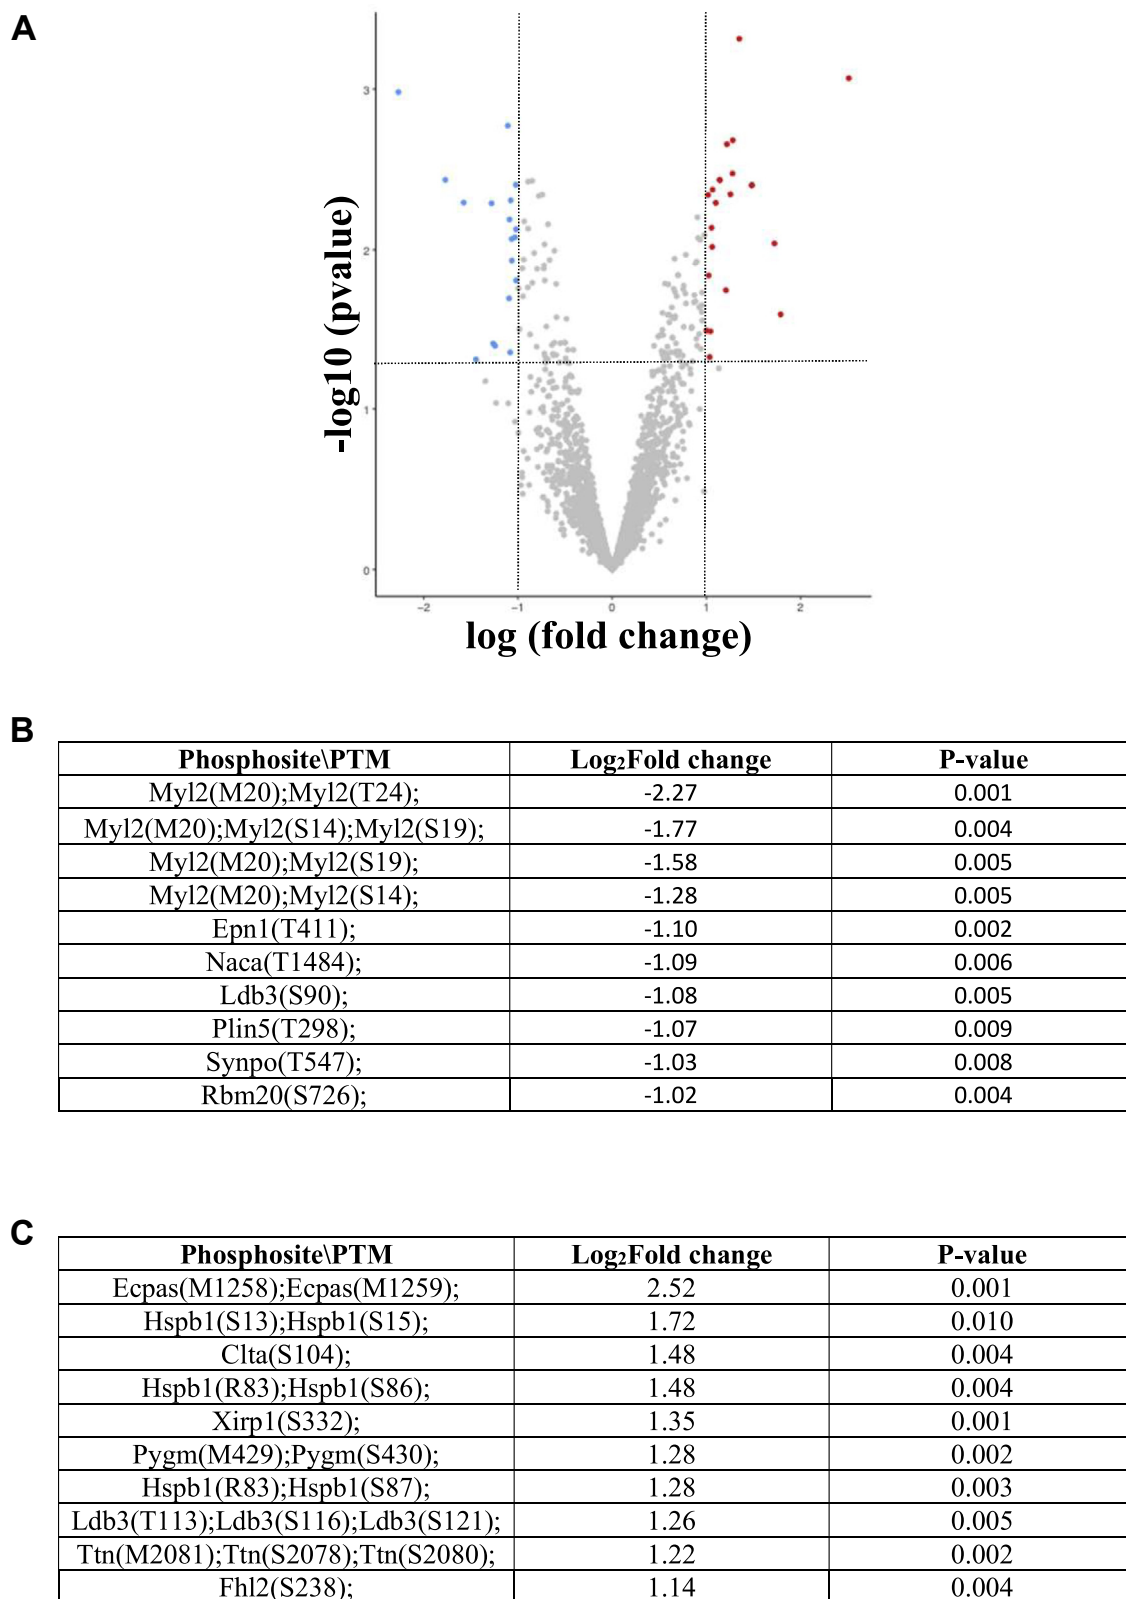 A
3
2
1
0
-log10 (pvalue)
-2 -1 0 1 2
log (fold change)
B
Phosphosite\PTM Log2Fold change P-value
Myl2(M20);Myl2(T24); -2.27 0.001
Myl2(M20);Myl2(S14);Myl2(S19); -1.77 0.004
Myl2(M20);Myl2(S19); -1.58 0.005
Myl2(M20);Myl2(S14); -1.28 0.005
Epn1(T411); -1.10 0.002
Naca(T1484); -1.09 0.006
Ldb3(S90); -1.08 0.005
Plin5(T298); -1.07 0.009
Synpo(T547); -1.03 0.008
Rbm20(S726); -1.02 0.004
C
Phosphosite\PTM Log2Fold change P-value
Ecpas(M1258);Ecpas(M1259); 2.52 0.001
Hspb1(S13);Hspb1(S15); 1.72 0.010
Clta(S104); 1.48 0.004
Hspb1(R83);Hspb1(S86); 1.48 0.004
Xirp1(S332); 1.35 0.001
Pygm(M429);Pygm(S430); 1.28 0.002
Hspb1(R83);Hspb1(S87); 1.28 0.003
Ldb3(T113);Ldb3(S116);Ldb3(S121); 1.26 0.005
Ttn(M2081);Ttn(S2078);Ttn(S2080); 1.22 0.002
Fhl2(S238); 1.14 0.004